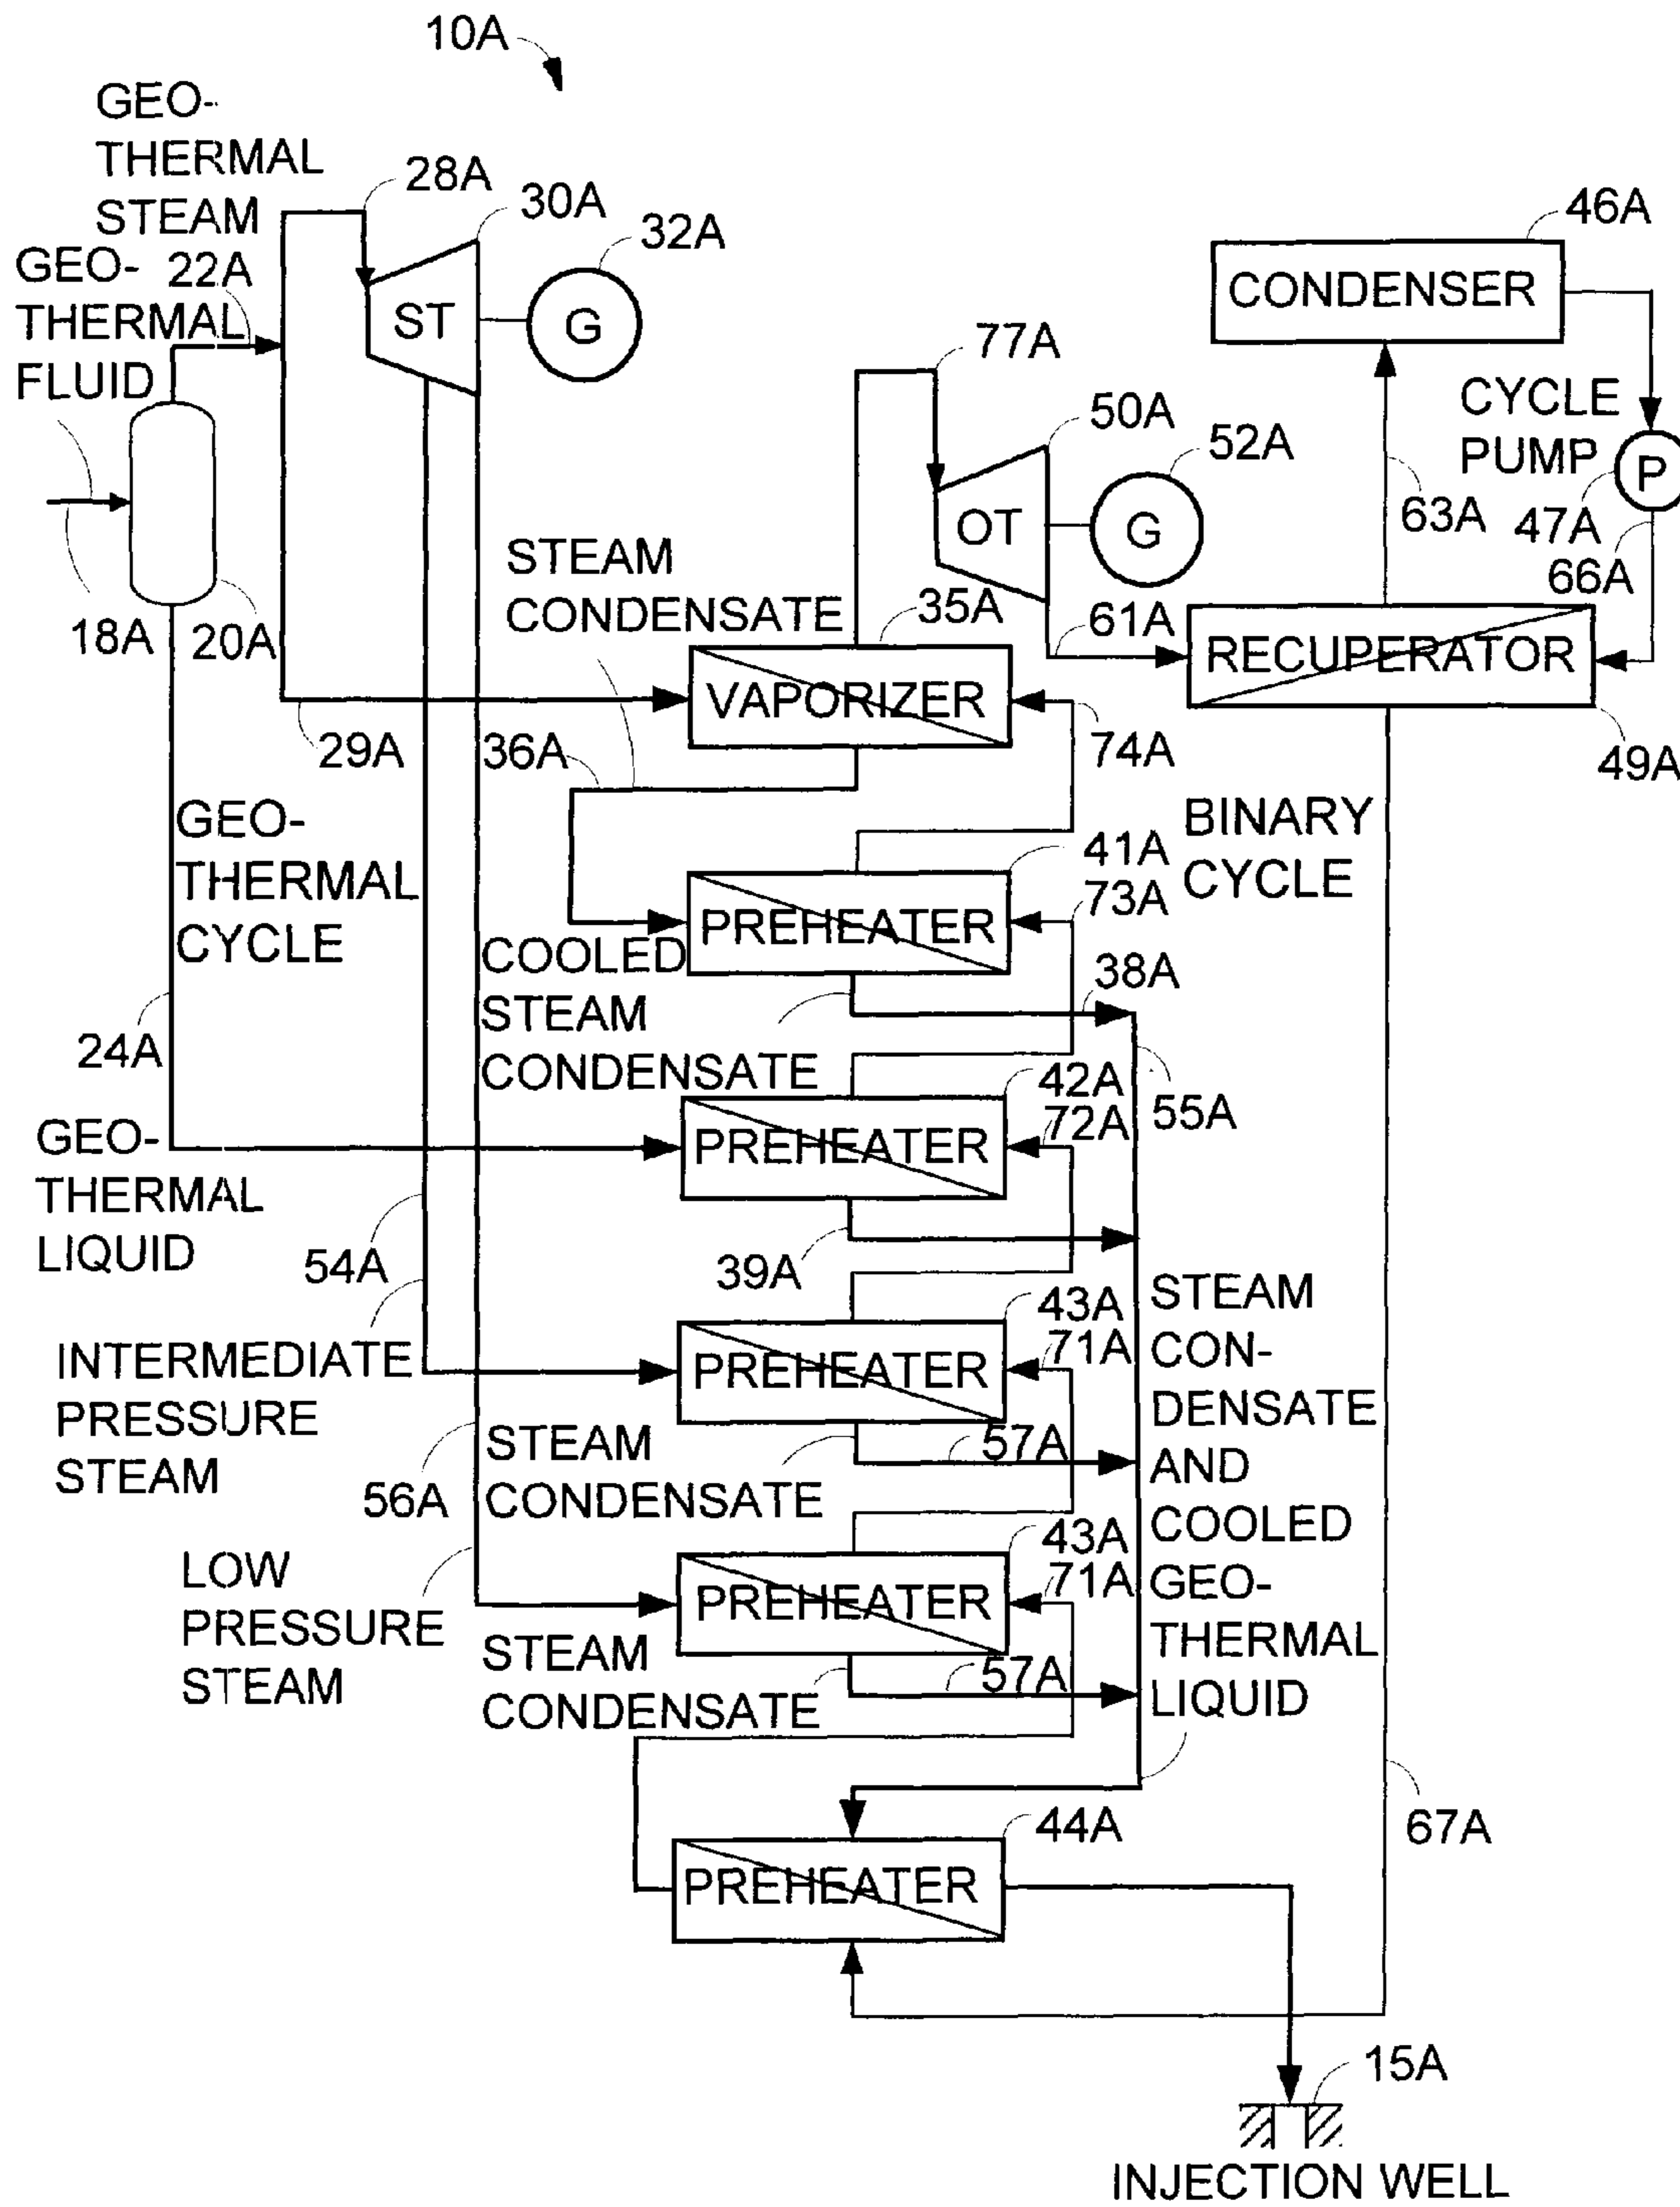 10A
GEO-
THERMAL
STEAM
28A
30A
32A
46A
GEO-
22A
THERMAL
FLUID
ST
G
CONDENSER
77A
CYCLE
PUMP
P
50A
52A
63A
47A
66A
OT
G
STEAM
CONDENSATE
35A
61A
18A
20A
RECUPERATOR
VAPORIZER
29A
36A
74A
49A
GEO-
THERMAL
CYCLE
BINARY
CYCLE
41A
73A
PREHEATER
COOLED
STEAM
CONDENSATE
38A
24A
42A
72A
55A
GEO-
THERMAL
LIQUID
PREHEATER
54A
39A
STEAM
CON-
DENSATE
AND
COOLED
GEO-
THERMAL
LIQUID
43A
71A
INTERMEDIATE
PRESSURE
STEAM
PREHEATER
STEAM
CONDENSATE
57A
56A
43A
71A
LOW
PRESSURE
STEAM
PREHEATER
STEAM
CONDENSATE
57A
44A
67A
PREHEATER
15A
INJECTION WELL